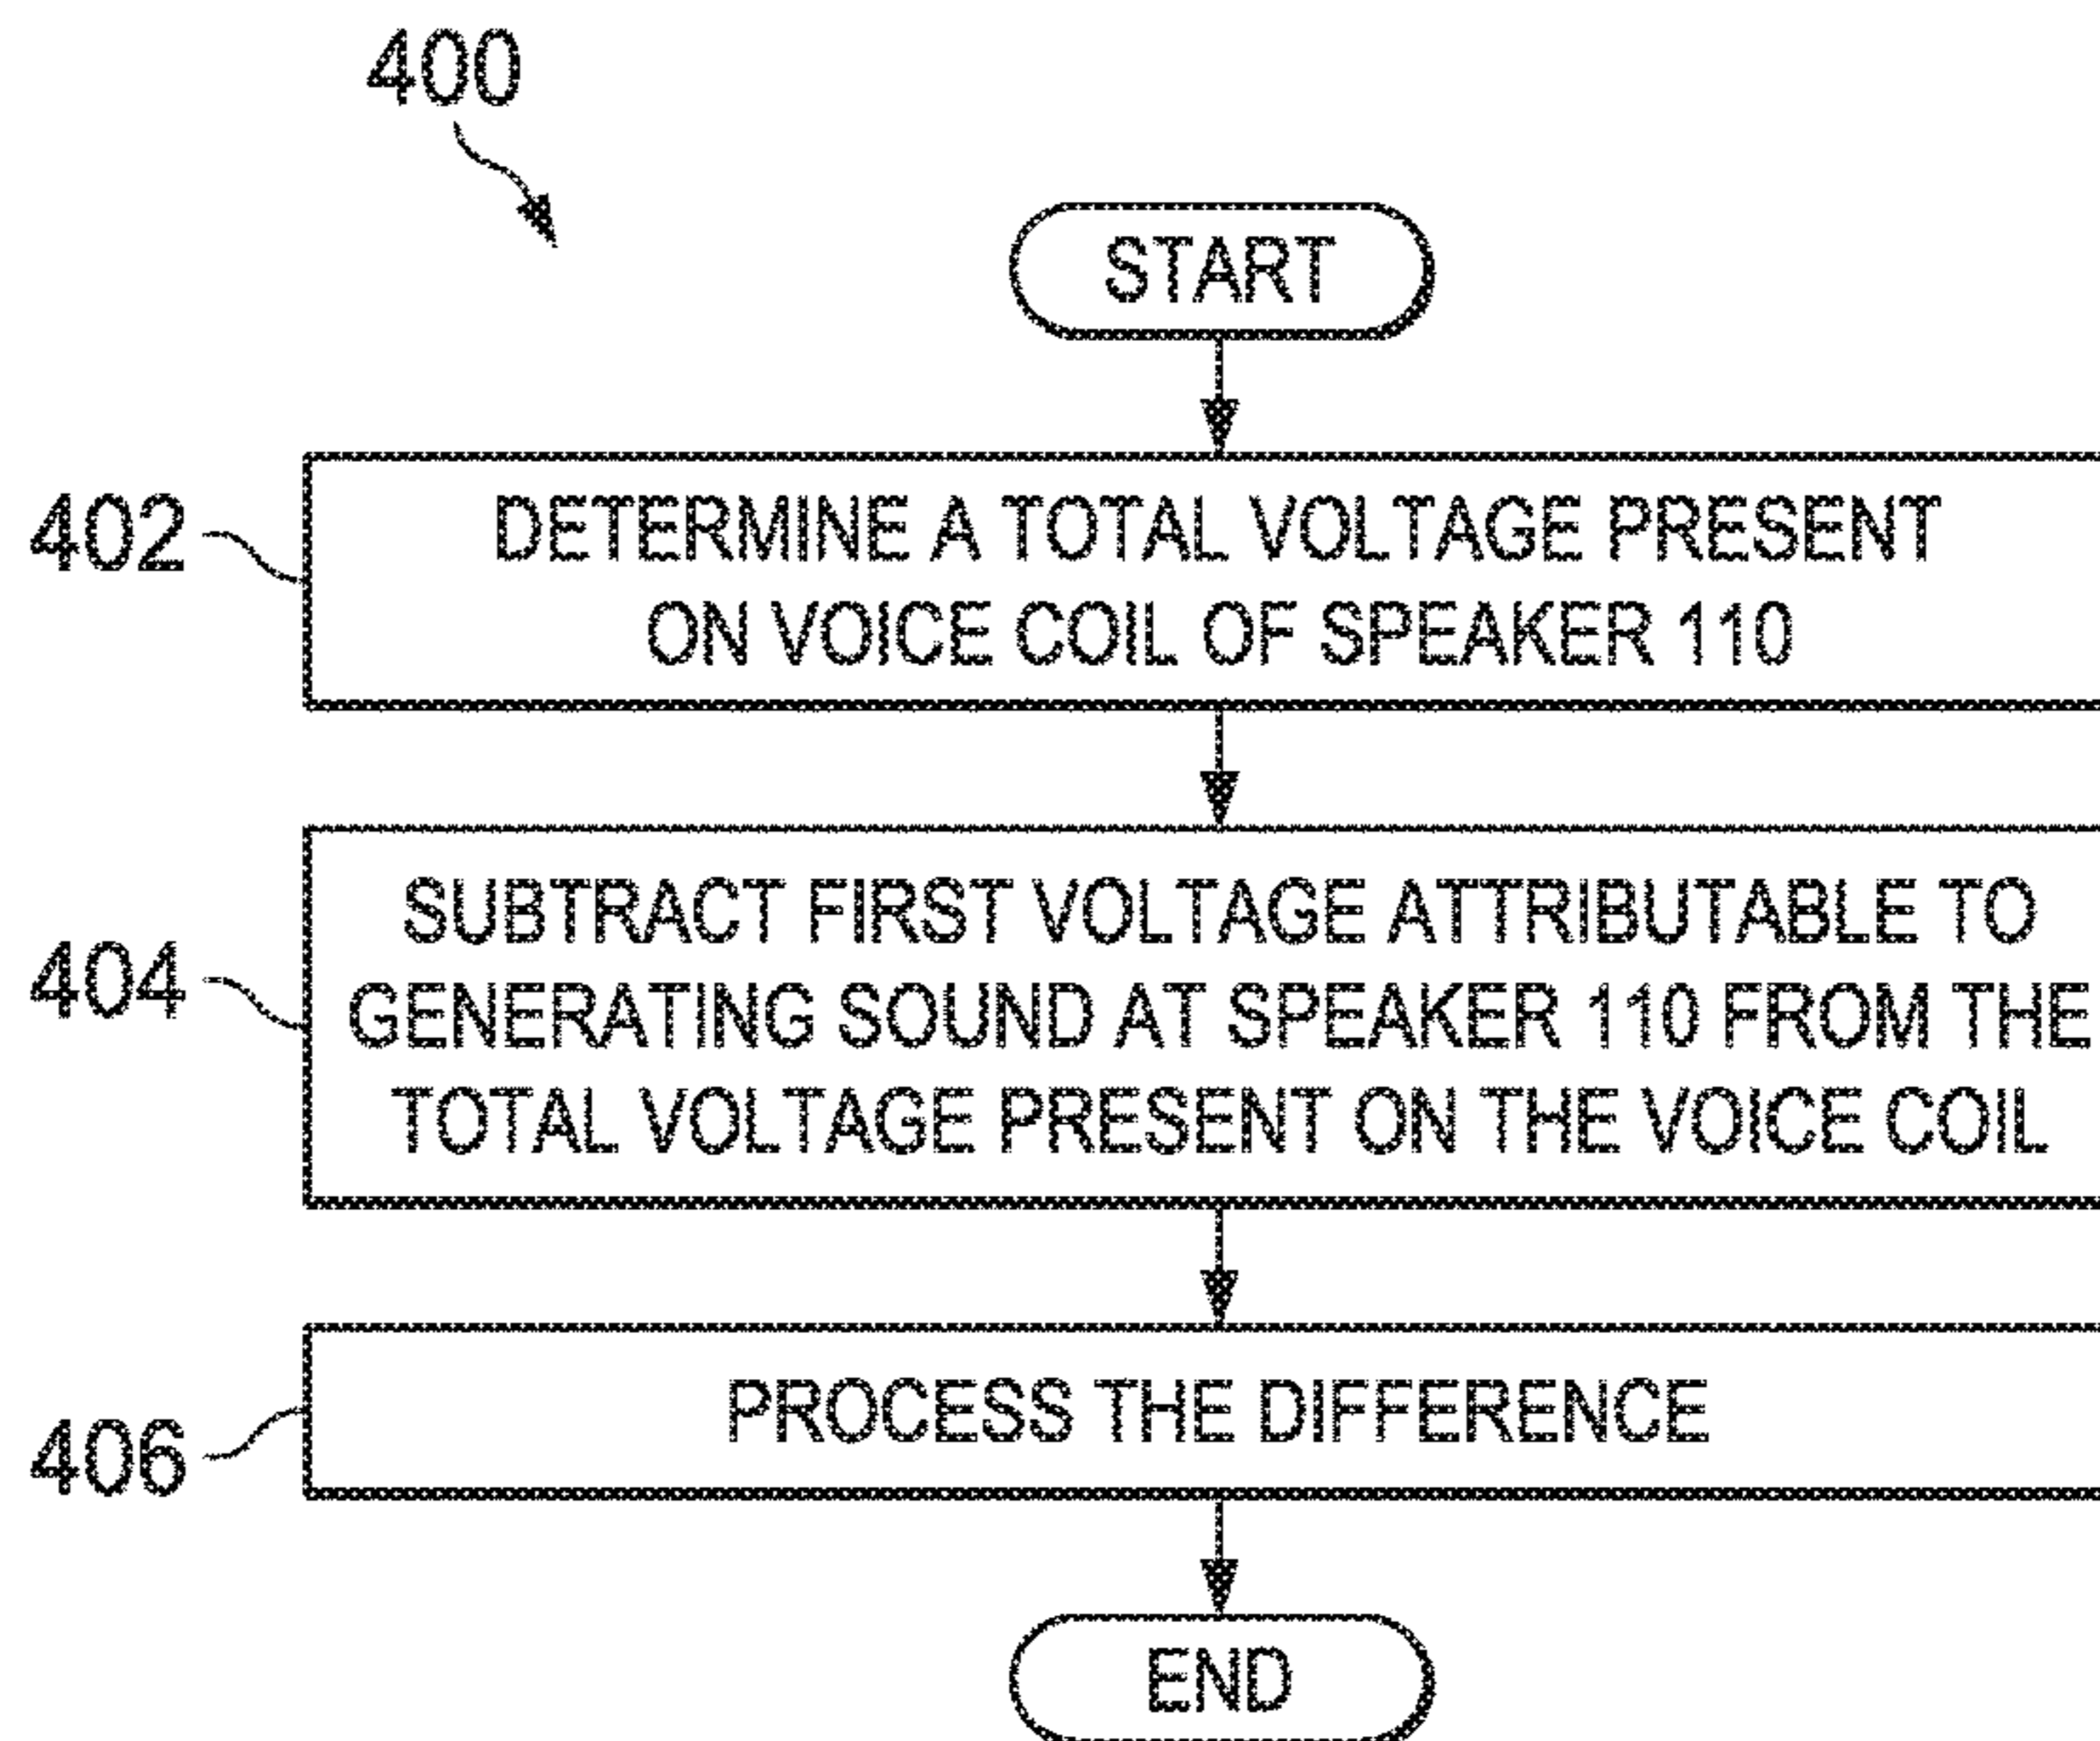 400
START
402
DETERMINE A TOTAL VOLTAGE PRESENT
ON VOICE COIL OF SPEAKER 110
404
SUBTRACT FIRST VOLTAGE ATTRIBUTABLE TO
GENERATING SOUND AT SPEAKER 110 FROM THE
TOTAL VOLTAGE PRESENT ON THE VOICE COIL
406
PROCESS THE DIFFERENCE
END